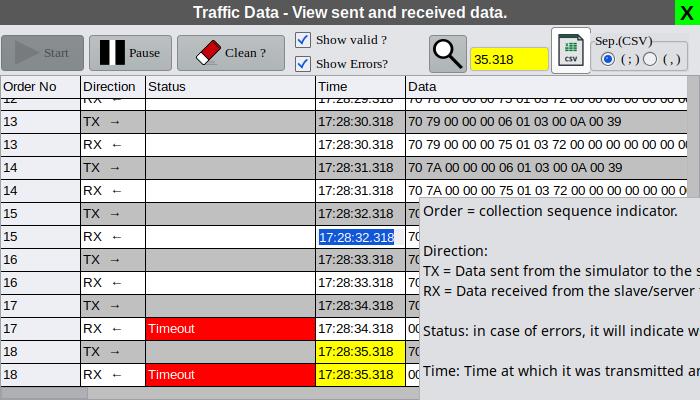 Traffic Data - View sent and received data.
X
Start
Pause
Clean ?
Show valid ?
Show Errors?
35.318
CSV
Sep.(CSV)
( ; )
( , )
Order No Direction Status Time Data
12 RX ← 17:28:29.318 70 78 00 00 00 75 01 03 72 00 00 00 00 00 00
13 TX → 17:28:30.318 70 79 00 00 00 06 01 03 00 0A 00 39
13 RX ← 17:28:30.318 70 79 00 00 00 75 01 03 72 00 00 00 00 00 00
14 TX → 17:28:31.318 70 7A 00 00 00 06 01 03 00 0A 00 39
14 RX ← 17:28:31.318 70 7A 00 00 00 75 01 03 72 00 00 00 00 00 00
15 TX → 17:28:32.318 70
15 RX ← 17:28:32.318 70
16 TX → 17:28:33.318 70
16 RX ← 17:28:33.318 70
17 TX → 17:28:34.318 70
17 RX ← Timeout 17:28:34.318 00
18 TX → 17:28:35.318 70
18 RX ← Timeout 17:28:35.318 00
Order = collection sequence indicator.
Direction:
TX = Data sent from the simulator to the s
RX = Data received from the slave/server
Status: in case of errors, it will indicate w
Time: Time at which it was transmitted ar